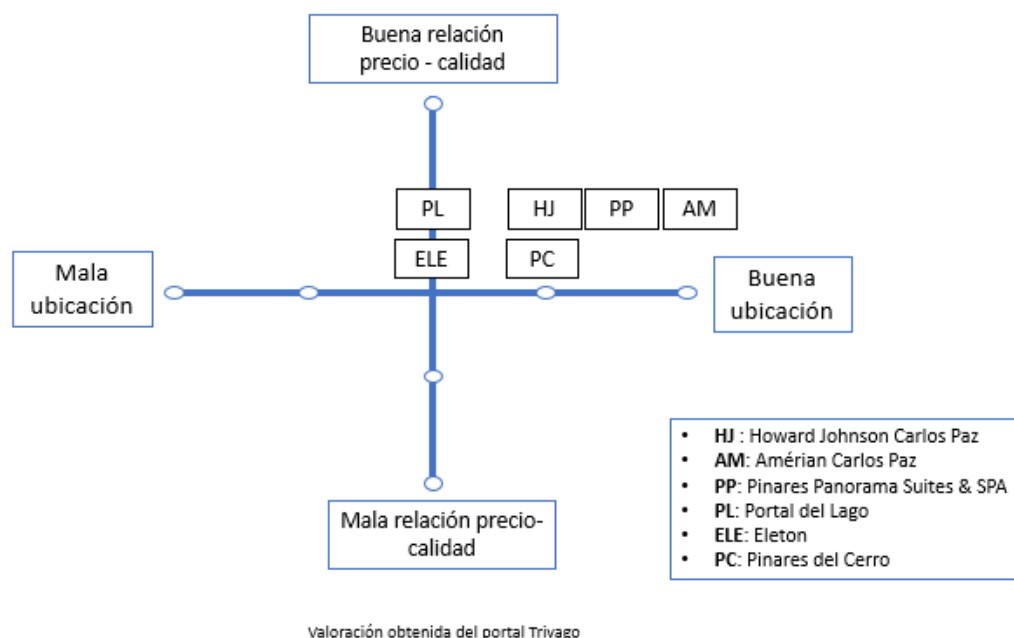 Buena relación
precio - calidad
PL
HJ
PP
AM
ELE
PC
Mala
ubicación
Buena
ubicación
Mala relación precio-
calidad
• HJ : Howard Johnson Carlos Paz
• AM: Amérian Carlos Paz
• PP: Pinares Panorama Suites & SPA
• PL: Portal del Lago
• ELE: Eleton
• PC: Pinares del Cerro
Valoración obtenida del portal Trivago